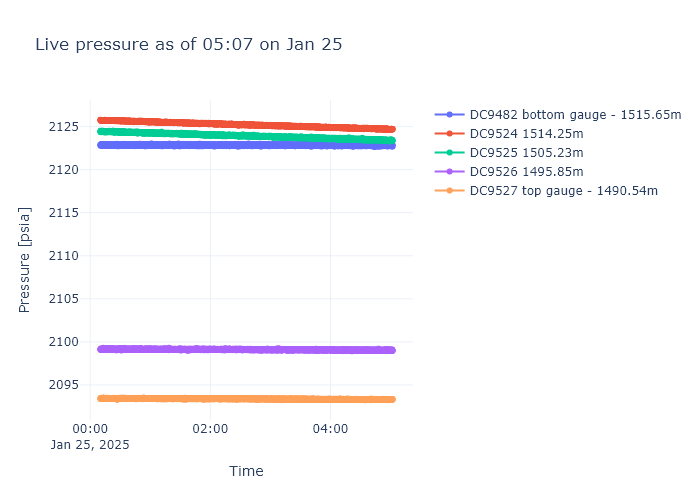 Live pressure as of 05:07 on Jan 25
DC9482 bottom gauge - 1515.65m
DC9524 1514.25m
DC9525 1505.23m
DC9526 1495.85m
DC9527 top gauge - 1490.54m
Pressure [psia]
2125
2120
2115
2110
2105
2100
2095
00:00
Jan 25, 2025
02:00
04:00
Time